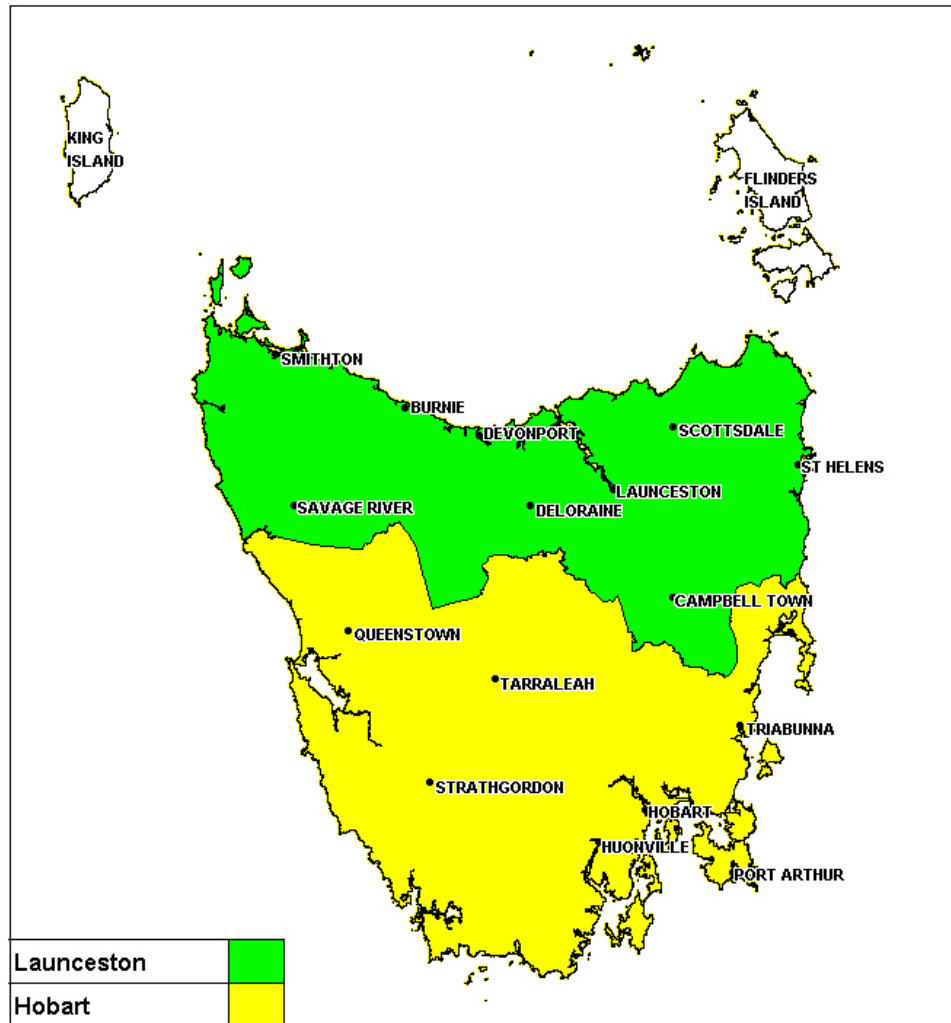 KING
ISLAND
FLINDERS
ISLAND
SMITHTON
BURNIE
DEVONPORT
SCOTTSDALE
ST HELENS
LAUNCESTON
SAVAGE RIVER
DELORAINE
CAMPBELL TOWN
QUEENSTOWN
TARRALEAH
TRIABUNNA
STRATHGORDON
HOBART
HUONVILLE
PORT ARTHUR
Launceston
Hobart